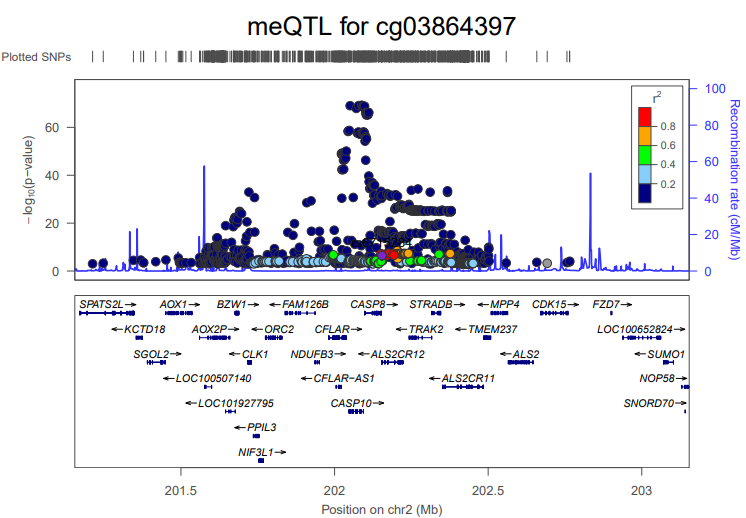 meQTL for cg03864397
Plotted SNPs
−log10(p−value)
0
20
40
60
Recombination rate (cM/Mb)
0
20
40
60
80
100
r2
0.8
0.6
0.4
0.2
SPATS2L→ AOX1→ BZW1→ ←FAM126B CASP8→ STRADB→ ←MPP4 CDK15→ FZD7→
←KCTD18 AOX2P→ ←ORC2 CFLAR→ ←TRAK2 ←TMEM237 LOC100652824→
SGOL2→ ←CLK1 NDUFB3→ ←ALS2CR12 ←ALS2 ←SUMO1
←LOC100507140 ←CFLAR−AS1 ←ALS2CR11 NOP58→
←LOC101927795 CASP10→ SNORD70→
←PPIL3
NIF3L1→
201.5 202 202.5 203
Position on chr2 (Mb)